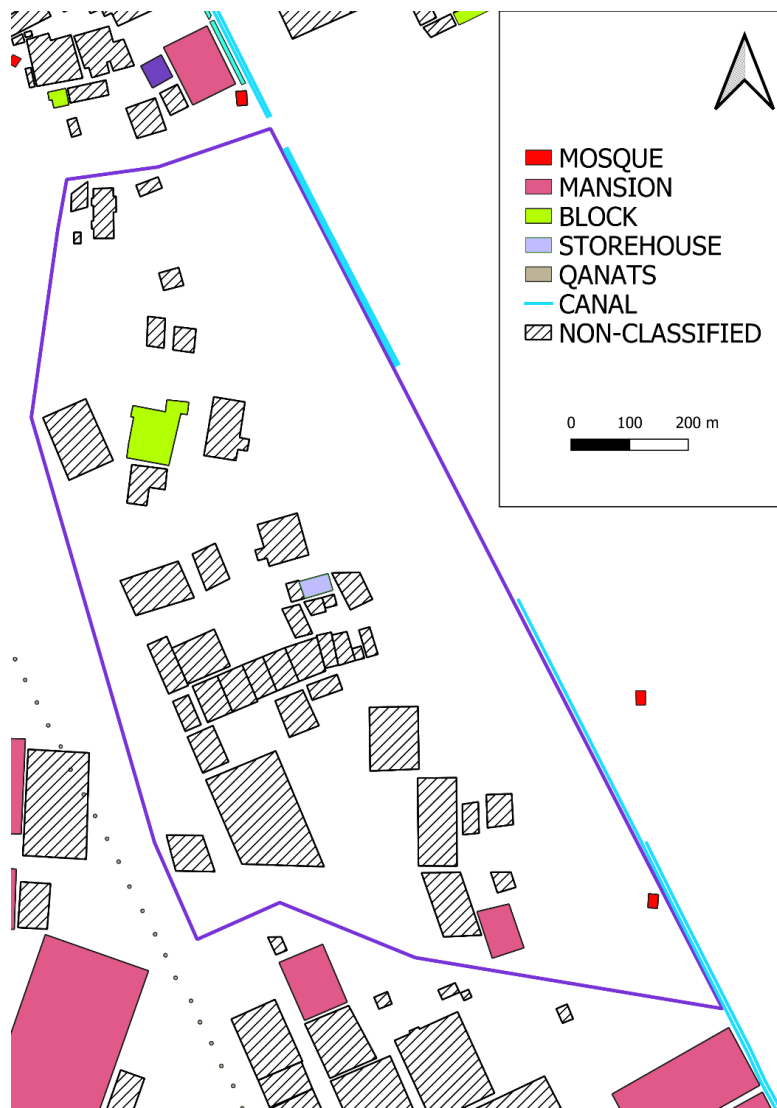 MOSQUE
MANSION
BLOCK
STOREHOUSE
QANATS
CANAL
NON-CLASSIFIED
0 100 200 m